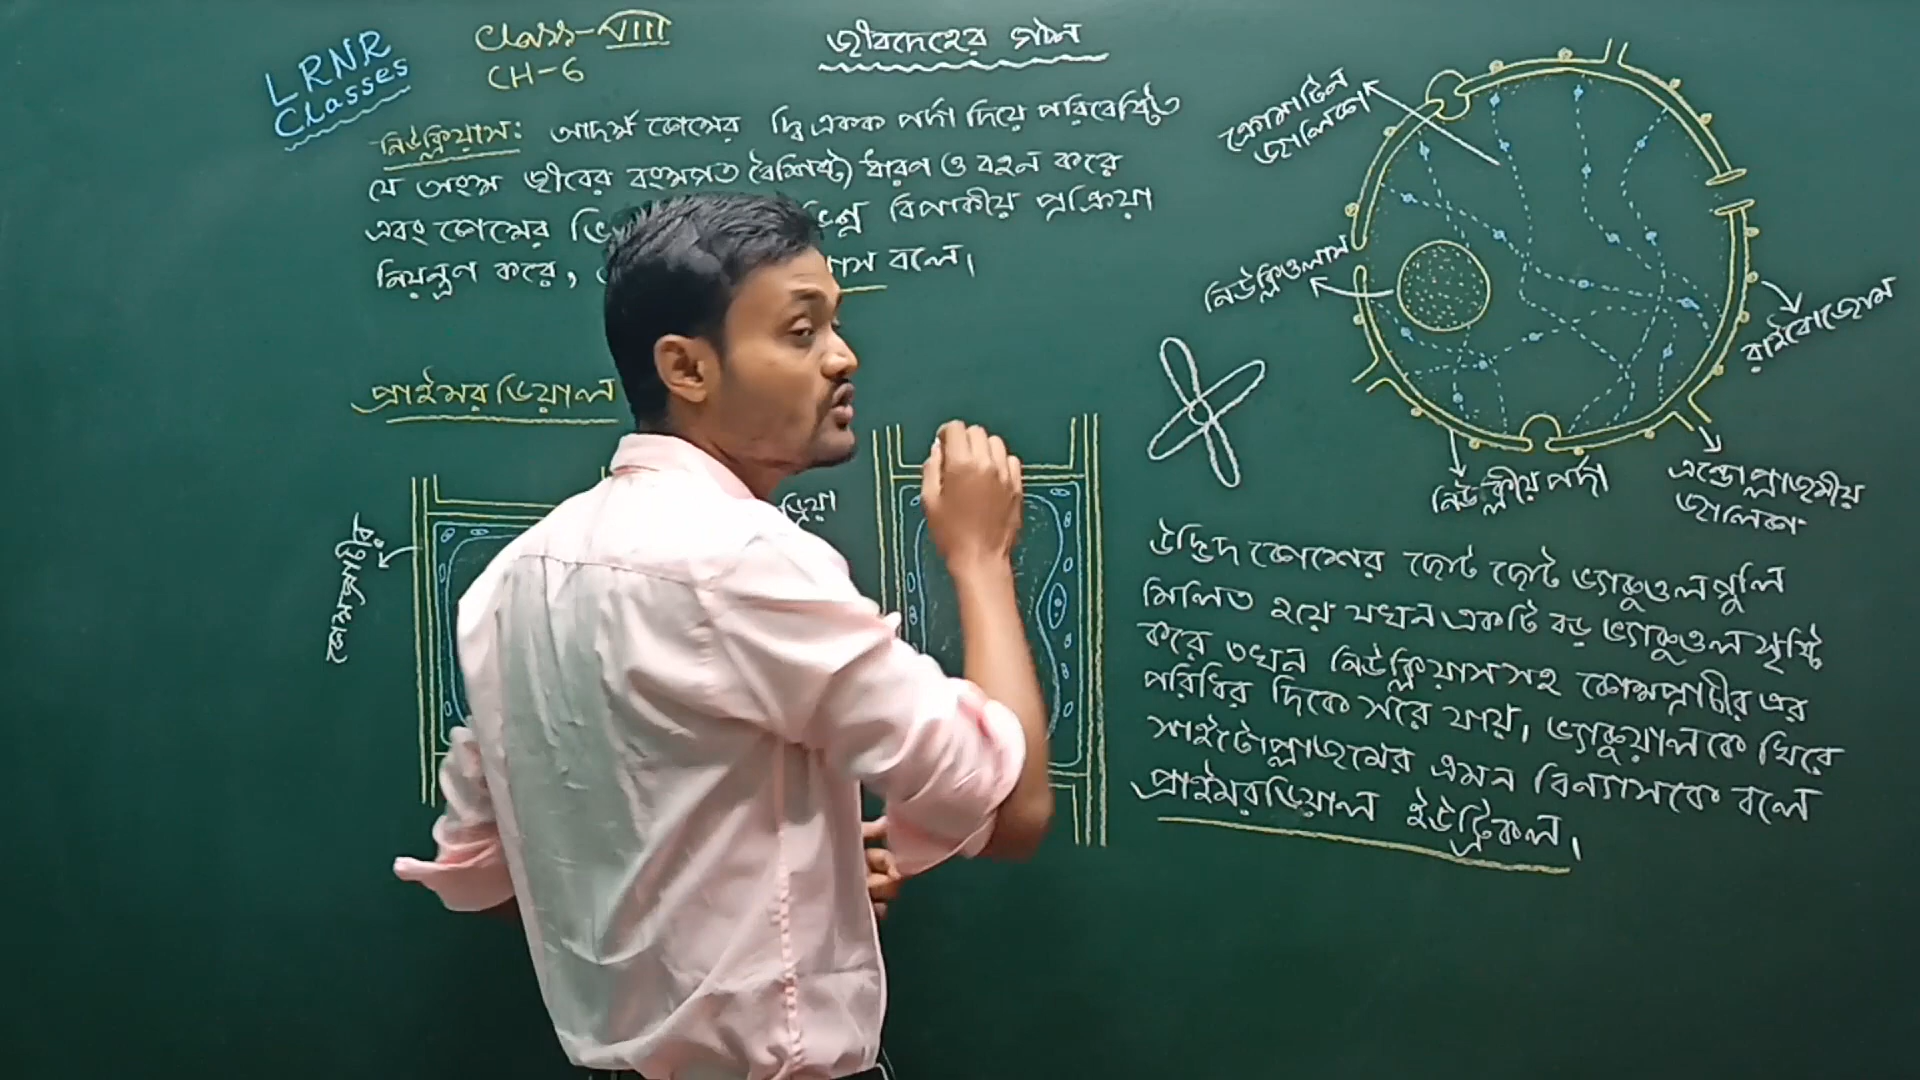 LRNR
Classes
Class-VIII
CH-6
জীবদেহের গঠন
নিউক্লিয়াস: আদর্শ কোশের দ্বি একক পর্দা দিয়ে পরিবেষ্টিত
যে অংশ জীবের বংশগত বৈশিষ্ট্য ধারণ ও বহন করে
এবং কোশের বিপাকীয় প্রক্রিয়া
নিয়ন্ত্রণ করে, বলে।
প্রাইমরডিয়াল
কোশপ্রাচীর
ক্রোমাটিন
জালিকা
নিউক্লিওলাস
রাইবোজোম
নিউক্লীয় পর্দা
এন্ডোপ্লাজমীয়
জালিকা
উদ্ভিদ কোশের ছোট ছোট ভ্যাকুওলগুলি
মিলিত হয়ে যখন একটি বড় ভ্যাকুওল সৃষ্টি
করে তখন নিউক্লিয়াসসহ কোশপ্রাচীর এর
পরিধির দিকে সরে যায়। ভ্যাকুয়ালকে ঘিরে
সাইটোপ্লাজমের এমন বিন্যাসকে বলে
প্রাইমরডিয়াল ইউট্রিকল।